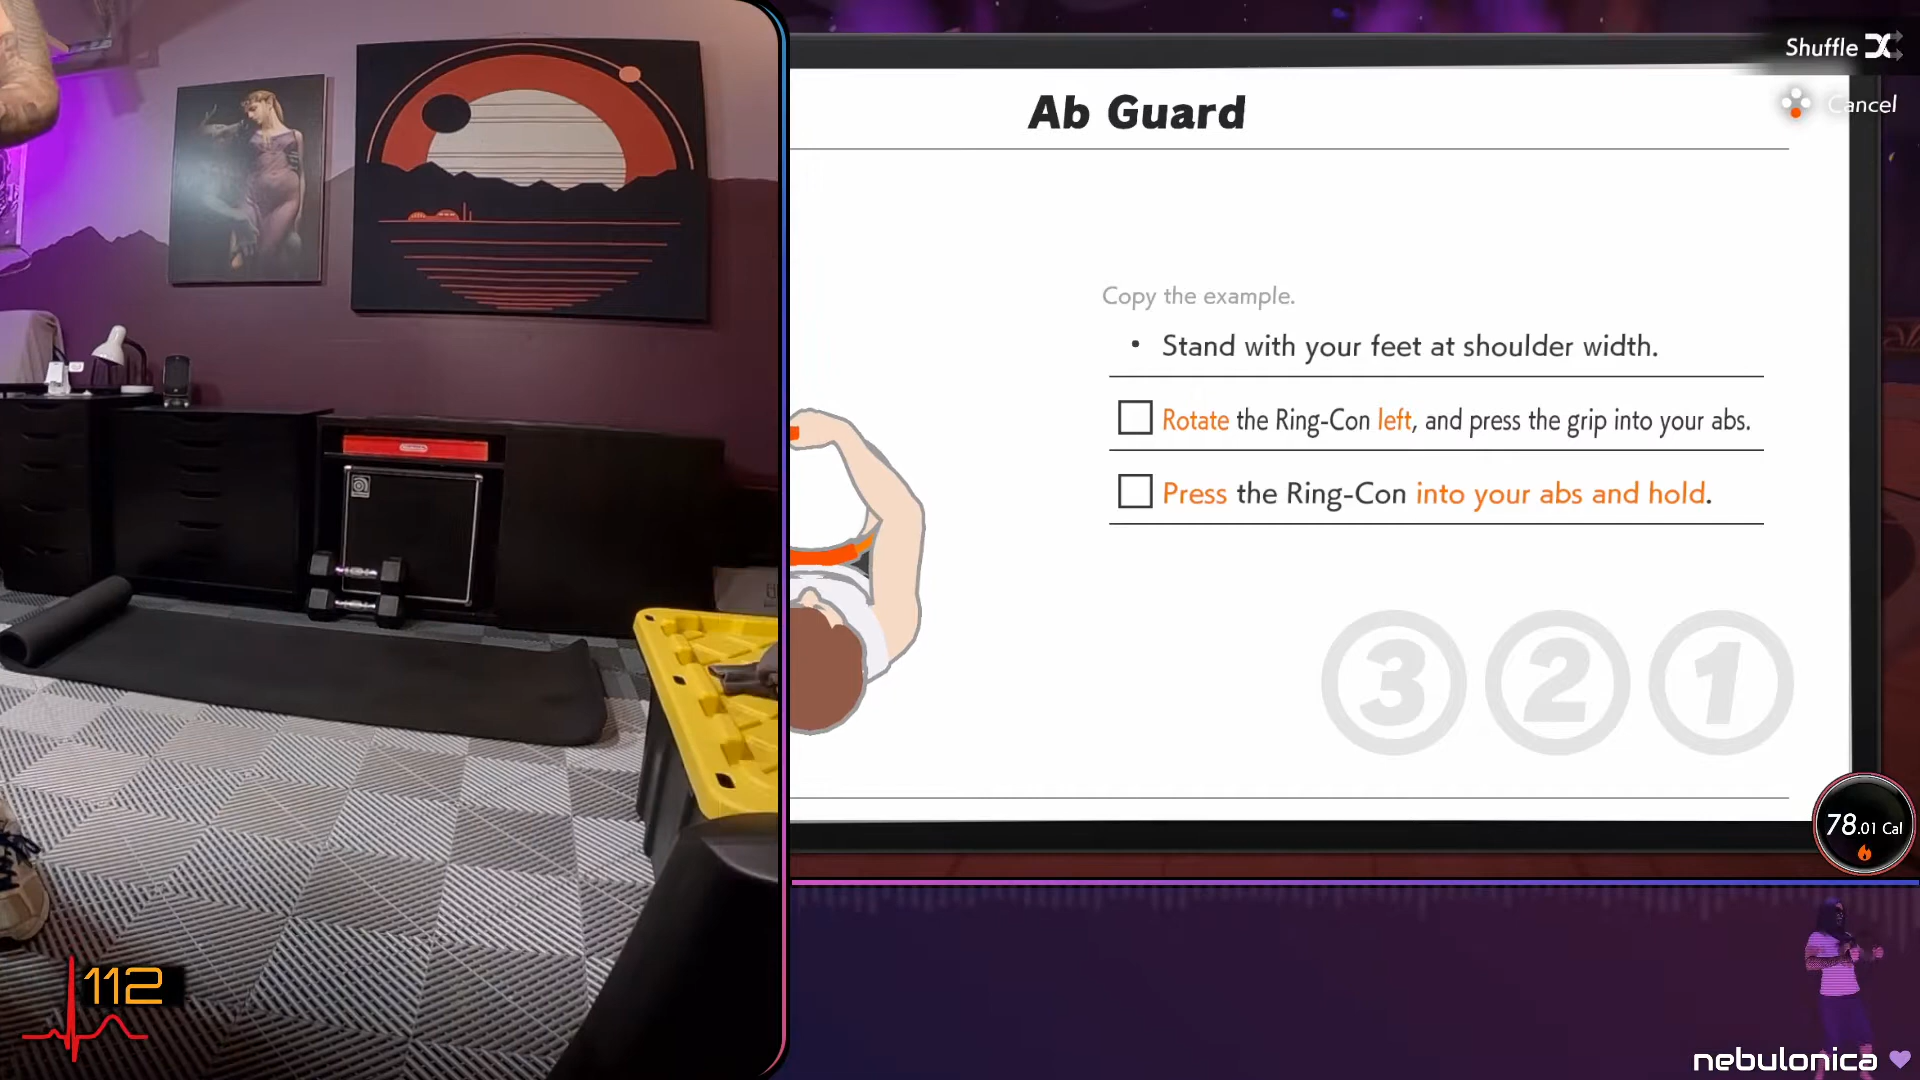 Shuffle
Cancel
Ab Guard
Copy the example.
• Stand with your feet at shoulder width.
Rotate the Ring-Con left, and press the grip into your abs.
Press the Ring-Con into your abs and hold.
3 2 1
78.01 Cal
112
nebulonica